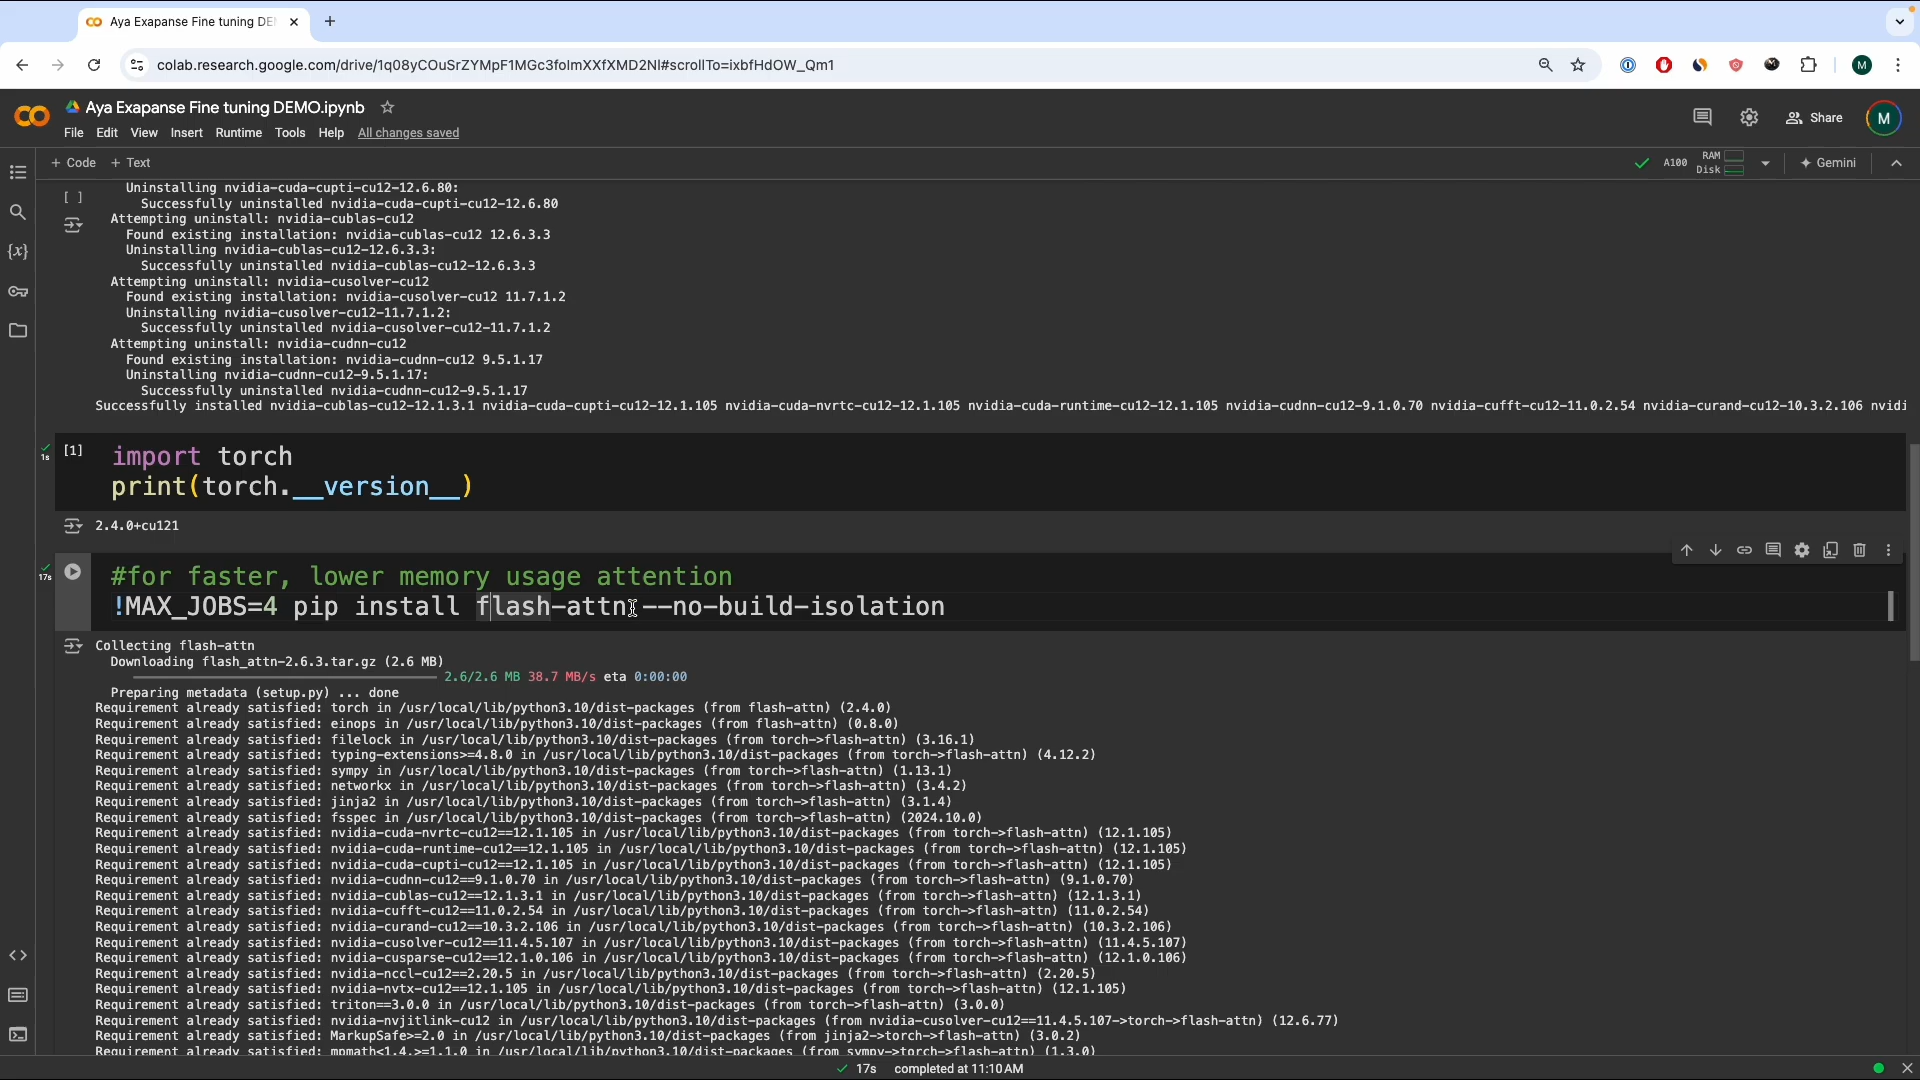 Aya Exapanse Fine tuning DE
colab.research.google.com/drive/1q08yCOuSrZYMpF1MGc3folmXXfXMD2NI#scrollTo=ixbfHdOW_Qm1
M
Aya Exapanse Fine tuning DEMO.ipynb
File Edit View Insert Runtime Tools Help All changes saved
Share
M
+ Code + Text
A100
RAM
Disk
Gemini
[ ]
Uninstalling nvidia-cuda-cupti-cu12-12.6.80:
Successfully uninstalled nvidia-cuda-cupti-cu12-12.6.80
Attempting uninstall: nvidia-cublas-cu12
Found existing installation: nvidia-cublas-cu12 12.6.3.3
Uninstalling nvidia-cublas-cu12-12.6.3.3:
Successfully uninstalled nvidia-cublas-cu12-12.6.3.3
Attempting uninstall: nvidia-cusolver-cu12
Found existing installation: nvidia-cusolver-cu12 11.7.1.2
Uninstalling nvidia-cusolver-cu12-11.7.1.2:
Successfully uninstalled nvidia-cusolver-cu12-11.7.1.2
Attempting uninstall: nvidia-cudnn-cu12
Found existing installation: nvidia-cudnn-cu12 9.5.1.17
Uninstalling nvidia-cudnn-cu12-9.5.1.17:
Successfully uninstalled nvidia-cudnn-cu12-9.5.1.17
Successfully installed nvidia-cublas-cu12-12.1.3.1 nvidia-cuda-cupti-cu12-12.1.105 nvidia-cuda-nvrtc-cu12-12.1.105 nvidia-cuda-runtime-cu12-12.1.105 nvidia-cudnn-cu12-9.1.0.70 nvidia-cufft-cu12-11.0.2.54 nvidia-curand-cu12-10.3.2.106 nvidi
1s
[1]
import torch
print(torch.__version__)
2.4.0+cu121
17s
#for faster, lower memory usage attention
!MAX_JOBS=4 pip install flash-attn --no-build-isolation
Collecting flash-attn
Downloading flash_attn-2.6.3.tar.gz (2.6 MB)
2.6/2.6 MB 38.7 MB/s eta 0:00:00
Preparing metadata (setup.py) ... done
Requirement already satisfied: torch in /usr/local/lib/python3.10/dist-packages (from flash-attn) (2.4.0)
Requirement already satisfied: einops in /usr/local/lib/python3.10/dist-packages (from flash-attn) (0.8.0)
Requirement already satisfied: filelock in /usr/local/lib/python3.10/dist-packages (from torch->flash-attn) (3.16.1)
Requirement already satisfied: typing-extensions>=4.8.0 in /usr/local/lib/python3.10/dist-packages (from torch->flash-attn) (4.12.2)
Requirement already satisfied: sympy in /usr/local/lib/python3.10/dist-packages (from torch->flash-attn) (1.13.1)
Requirement already satisfied: networkx in /usr/local/lib/python3.10/dist-packages (from torch->flash-attn) (3.4.2)
Requirement already satisfied: jinja2 in /usr/local/lib/python3.10/dist-packages (from torch->flash-attn) (3.1.4)
Requirement already satisfied: fsspec in /usr/local/lib/python3.10/dist-packages (from torch->flash-attn) (2024.10.0)
Requirement already satisfied: nvidia-cuda-nvrtc-cu12==12.1.105 in /usr/local/lib/python3.10/dist-packages (from torch->flash-attn) (12.1.105)
Requirement already satisfied: nvidia-cuda-runtime-cu12==12.1.105 in /usr/local/lib/python3.10/dist-packages (from torch->flash-attn) (12.1.105)
Requirement already satisfied: nvidia-cuda-cupti-cu12==12.1.105 in /usr/local/lib/python3.10/dist-packages (from torch->flash-attn) (12.1.105)
Requirement already satisfied: nvidia-cudnn-cu12==9.1.0.70 in /usr/local/lib/python3.10/dist-packages (from torch->flash-attn) (9.1.0.70)
Requirement already satisfied: nvidia-cublas-cu12==12.1.3.1 in /usr/local/lib/python3.10/dist-packages (from torch->flash-attn) (12.1.3.1)
Requirement already satisfied: nvidia-cufft-cu12==11.0.2.54 in /usr/local/lib/python3.10/dist-packages (from torch->flash-attn) (11.0.2.54)
Requirement already satisfied: nvidia-curand-cu12==10.3.2.106 in /usr/local/lib/python3.10/dist-packages (from torch->flash-attn) (10.3.2.106)
Requirement already satisfied: nvidia-cusolver-cu12==11.4.5.107 in /usr/local/lib/python3.10/dist-packages (from torch->flash-attn) (11.4.5.107)
Requirement already satisfied: nvidia-cusparse-cu12==12.1.0.106 in /usr/local/lib/python3.10/dist-packages (from torch->flash-attn) (12.1.0.106)
Requirement already satisfied: nvidia-nccl-cu12==2.20.5 in /usr/local/lib/python3.10/dist-packages (from torch->flash-attn) (2.20.5)
Requirement already satisfied: nvidia-nvtx-cu12==12.1.105 in /usr/local/lib/python3.10/dist-packages (from torch->flash-attn) (12.1.105)
Requirement already satisfied: triton==3.0.0 in /usr/local/lib/python3.10/dist-packages (from torch->flash-attn) (3.0.0)
Requirement already satisfied: nvidia-nvjitlink-cu12 in /usr/local/lib/python3.10/dist-packages (from nvidia-cusolver-cu12==11.4.5.107->torch->flash-attn) (12.6.77)
Requirement already satisfied: MarkupSafe>=2.0 in /usr/local/lib/python3.10/dist-packages (from jinja2->torch->flash-attn) (3.0.2)
Requirement already satisfied: mpmath<1.4,>=1.1.0 in /usr/local/lib/python3.10/dist-packages (from sympy->torch->flash-attn) (1.3.0)
17s completed at 11:10 AM